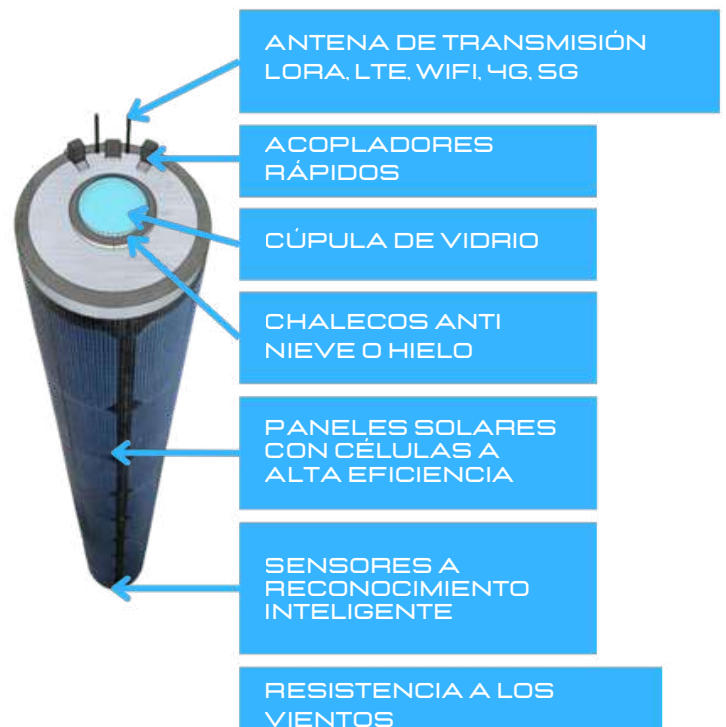 ANTENA DE TRANSMISIÓN
LORA, LTE, WIFI, 4G, 5G
ACOPLADORES
RÁPIDOS
CÚPULA DE VIDRIO
CHALECOS ANTI
NIEVE O HIELO
PANELES SOLARES
CON CÉLULAS A
ALTA EFICIENCIA
SENSORES A
RECONOCIMIENTO
INTELIGENTE
RESISTENCIA A LOS
VIENTOS